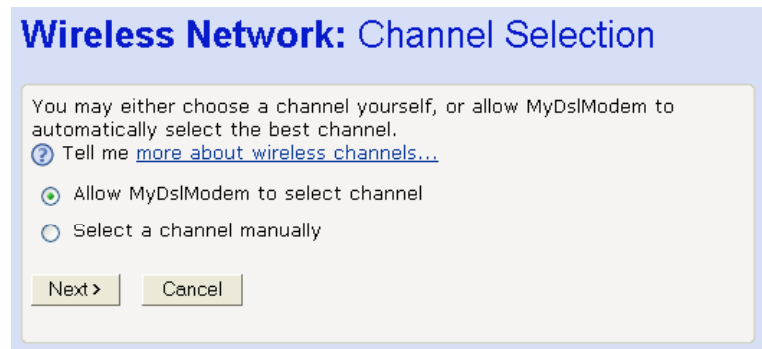 Wireless Network: Channel Selection
You may either choose a channel yourself, or allow MyDslModem to
automatically select the best channel.
? Tell me more about wireless channels...
Allow MyDslModem to select channel
Select a channel manually
Next>
Cancel